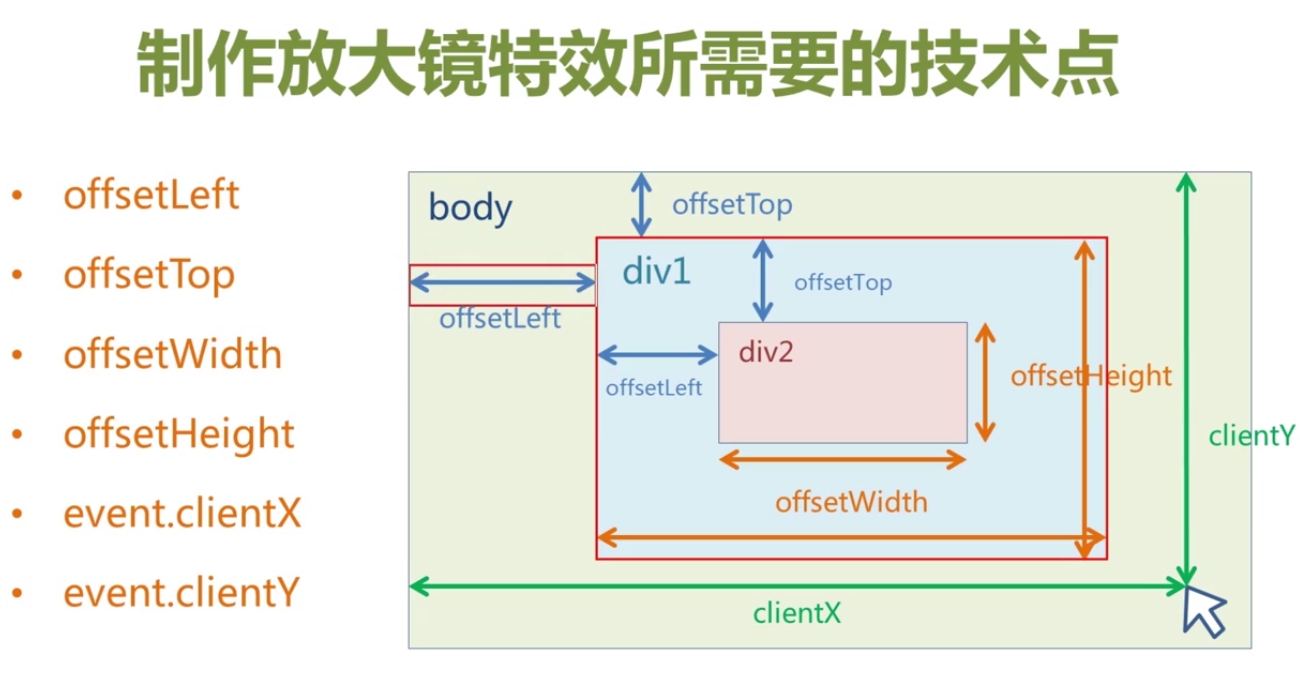 制作放大镜特效所需要的技术点
• offsetLeft
• offsetTop
• offsetWidth
• offsetHeight
• event.clientX
• event.clientY
body
offsetTop
offsetLeft
div1
offsetTop
offsetLeft
div2
offsetHeight
offsetWidth
clientY
clientX